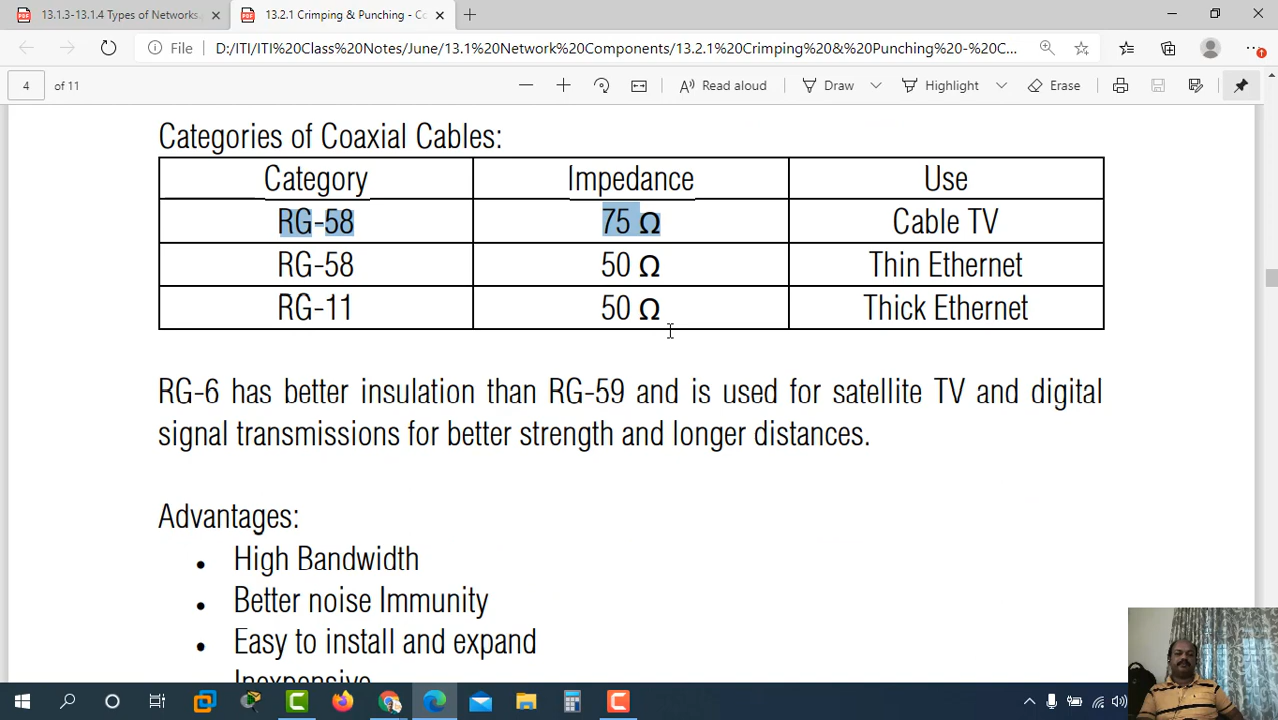 13.1.3-13.1.4 Types of Networks
13.2.1 Crimping & Punching - Co
File
D:/ITI/ITI%20Class%20Notes/June/13.1%20Network%20Components/13.2.1%20Crimping%20&%20Punching%20-%20C...
4 of 11
Read aloud
Draw
Highlight
Erase
Categories of Coaxial Cables:
Category Impedance Use
RG-58 75 Ω Cable TV
RG-58 50 Ω Thin Ethernet
RG-11 50 Ω Thick Ethernet
RG-6 has better insulation than RG-59 and is used for satellite TV and digital
signal transmissions for better strength and longer distances.
Advantages:
• High Bandwidth
• Better noise Immunity
• Easy to install and expand
Inexpensive